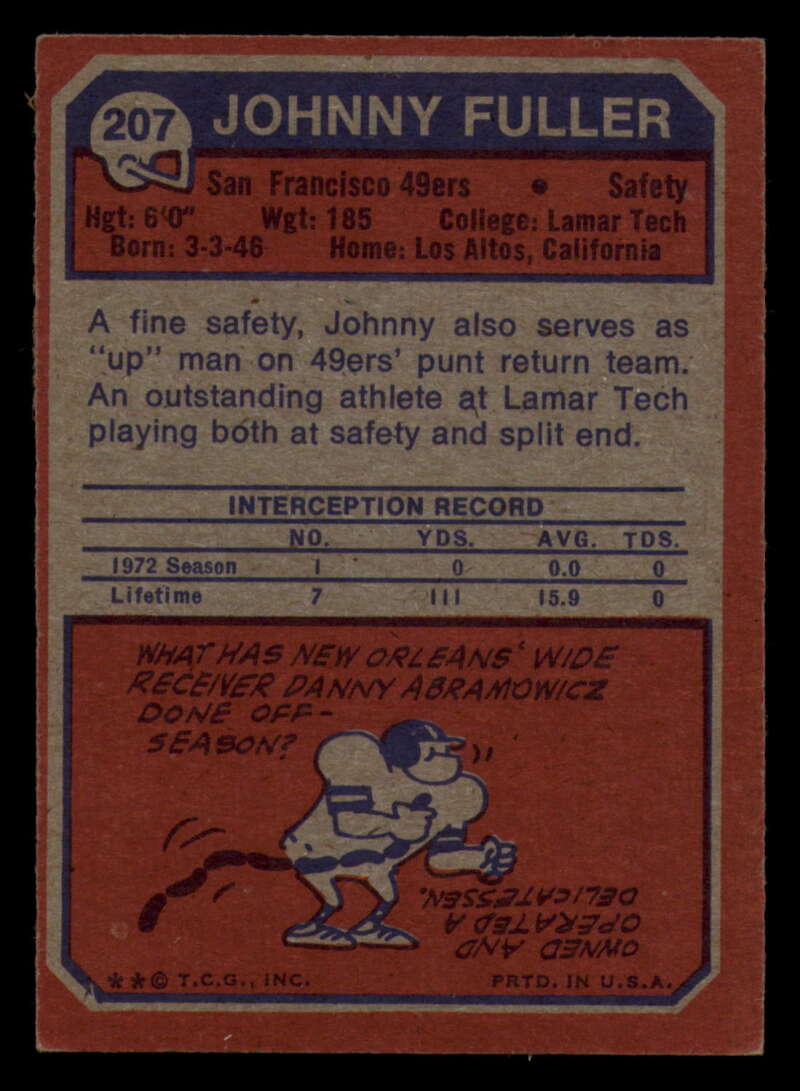 207 JOHNNY FULLER
San Francisco 49ers • Safety
Hgt: 6'0" Wgt: 185 College: Lamar Tech
Born: 3-3-46 Home: Los Altos, California
A fine safety, Johnny also serves as
"up" man on 49ers' punt return team.
An outstanding athlete at Lamar Tech
playing both at safety and split end.
INTERCEPTION RECORD
NO. YDS. AVG. TDS.
1972 Season 1 0 0.0 0
Lifetime 7 111 15.9 0
WHAT HAS NEW ORLEANS' WIDE
RECEIVER DANNY ABRAMOWICZ
DONE OFF-
SEASON?
OWNED AND
OPERATED A
DELICATESSEN.
**© T.C.G., INC. PRTD. IN U.S.A.